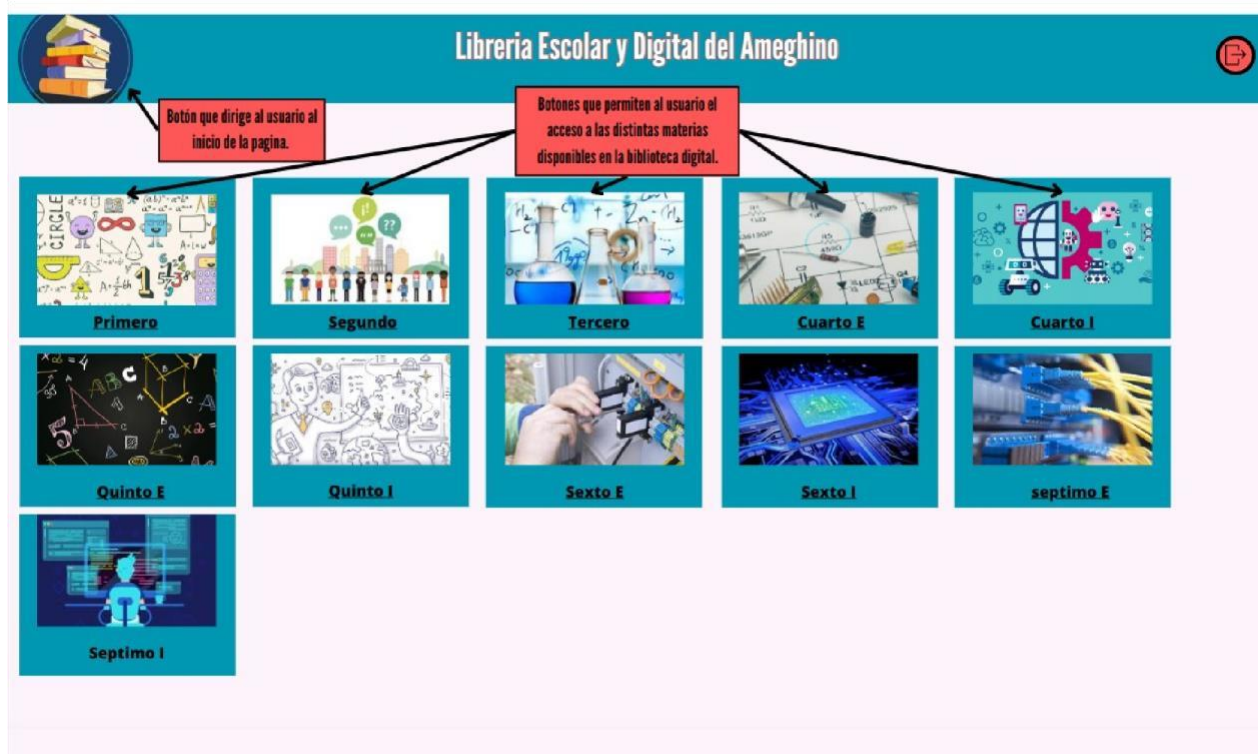 Libreria Escolar y Digital del Ameghino
Botón que dirige al usuario al
inicio de la pagina.
Botones que permiten al usuario el
acceso a las distintas materias
disponibles en la biblioteca digital.
CIRCLE
Primero
Segundo
Tercero
Cuarto E
Cuarto I
Quinto E
Quinto I
Sexto E
Sexto I
septimo E
Septimo I